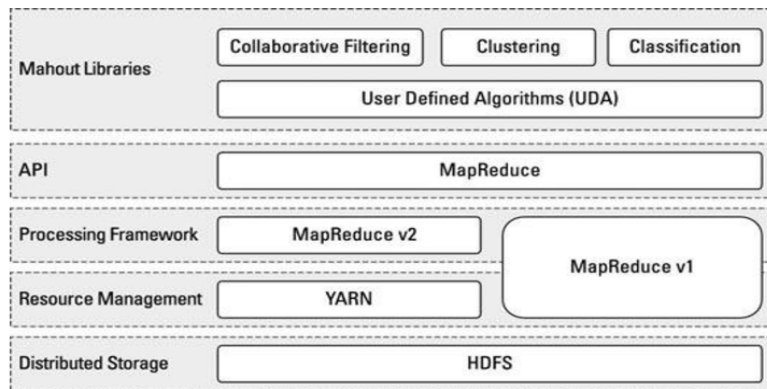 Mahout Libraries
Collaborative Filtering
Clustering
Classification
User Defined Algorithms (UDA)
API
MapReduce
Processing Framework
MapReduce v2
MapReduce v1
Resource Management
YARN
Distributed Storage
HDFS